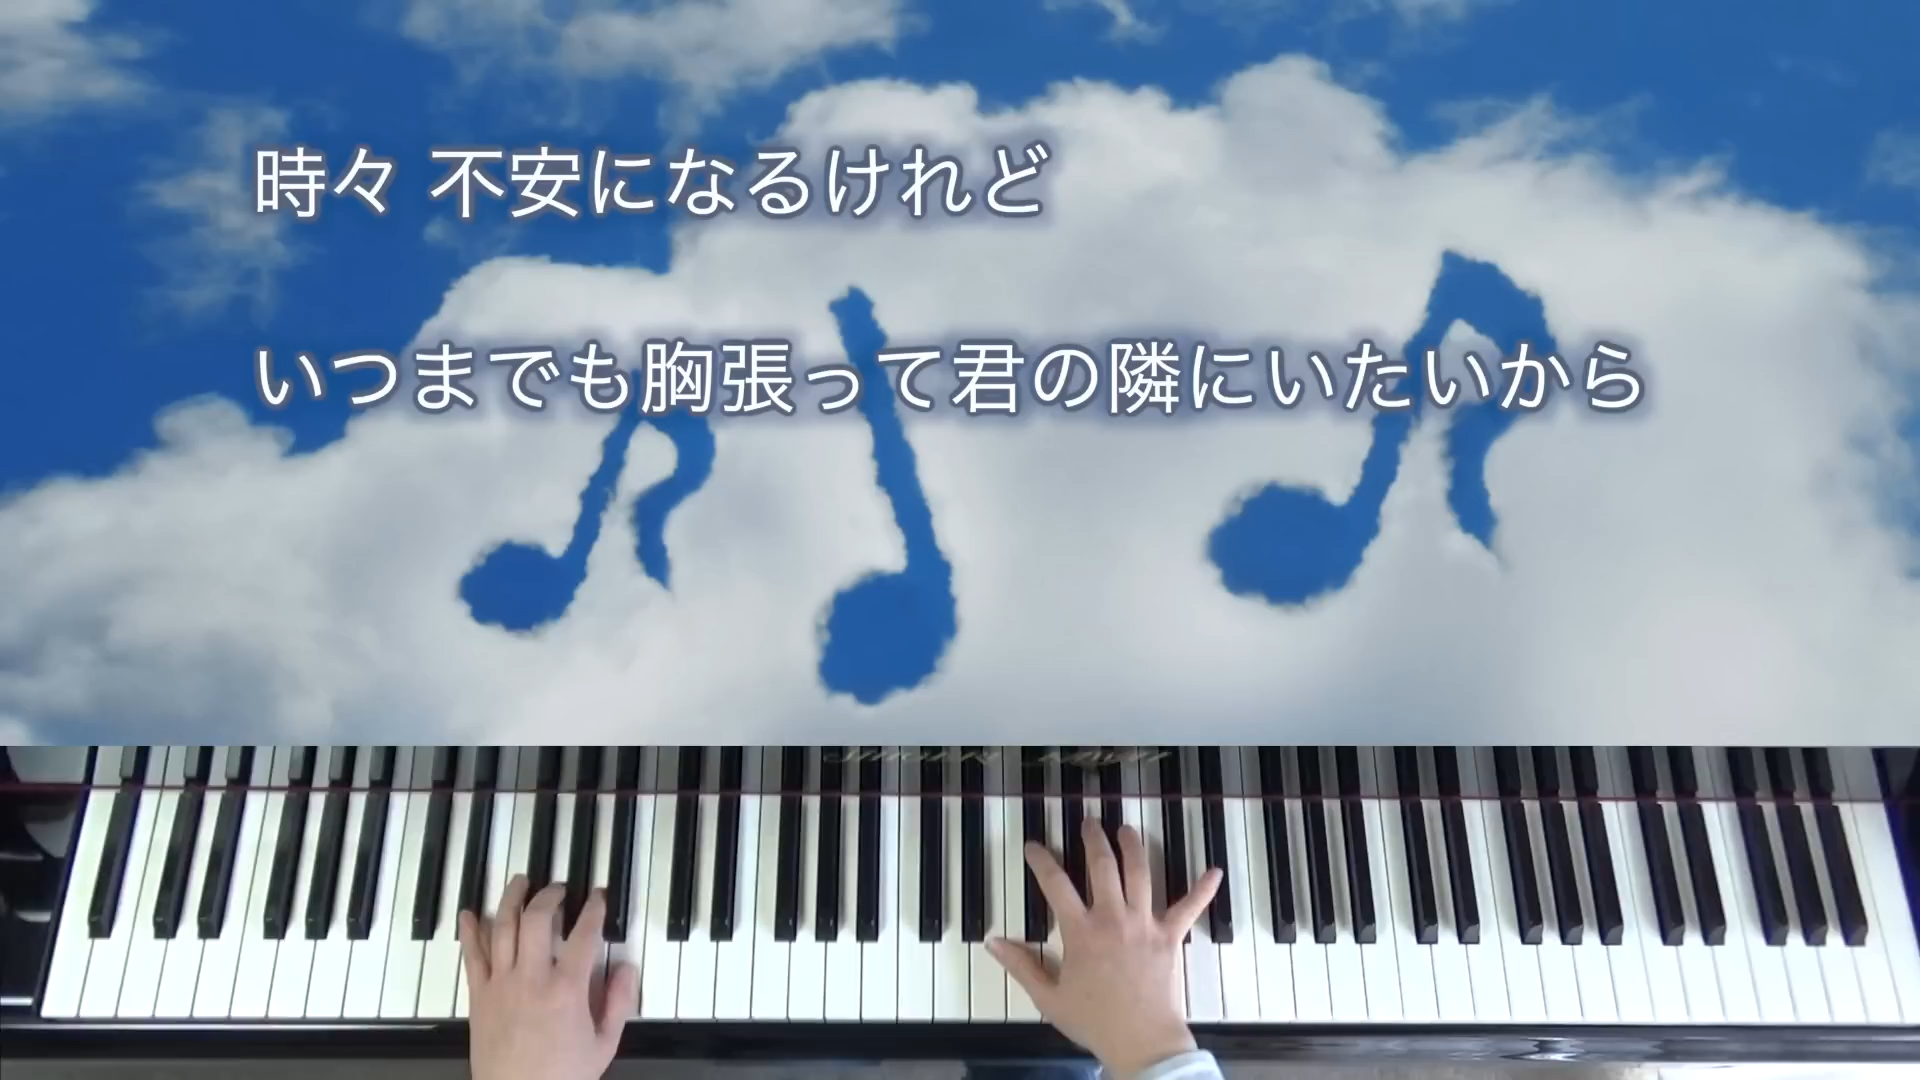 時々 不安になるけれど
いつまでも胸張って君の隣にいたいから